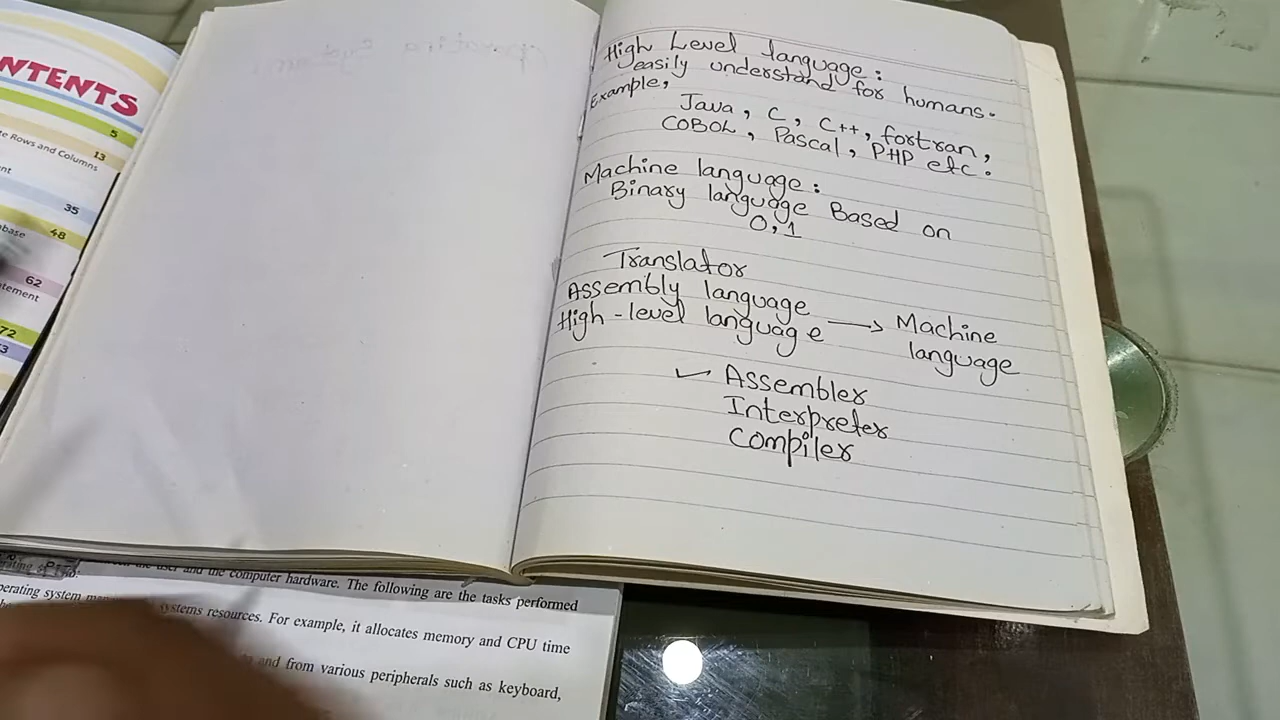 NTENTS
5
te Rows and Columns
13
35
48
62
72
High Level language:
easily understand for humans.
Example,
Java, C, C++, fortran,
COBOL, Pascal, PHP etc.
Machine language:
Binary language Based on
0,1
Translator
Assembly language
High-level language → Machine
language
✓ Assembler
Interpreter
Compiler
the user and the computer hardware. The following are the tasks performed
perating system systems resources. For example, it allocates memory and CPU time
and from various peripherals such as keyboard,